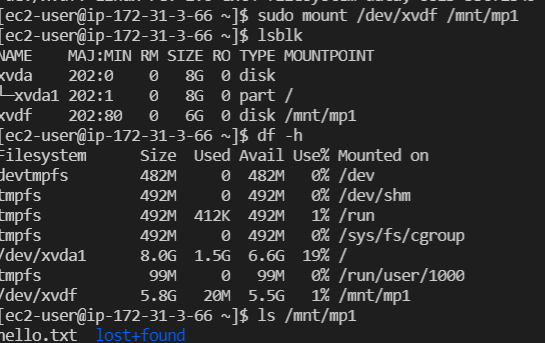 [ec2-user@ip-172-31-3-66 ~]$ sudo mount /dev/xvdf /mnt/mp1
[ec2-user@ip-172-31-3-66 ~]$ lsblk
NAME    MAJ:MIN RM SIZE RO TYPE MOUNTPOINT
xvda    202:0    0   8G  0 disk
└─xvda1 202:1    0   8G  0 part /
xvdf    202:80   0   6G  0 disk /mnt/mp1
[ec2-user@ip-172-31-3-66 ~]$ df -h
Filesystem      Size  Used Avail Use% Mounted on
devtmpfs        482M     0  482M   0% /dev
tmpfs           492M     0  492M   0% /dev/shm
tmpfs           492M  412K  492M   1% /run
tmpfs           492M     0  492M   0% /sys/fs/cgroup
/dev/xvda1      8.0G  1.5G  6.6G  19% /
tmpfs            99M     0   99M   0% /run/user/1000
/dev/xvdf       5.8G   20M  5.5G   1% /mnt/mp1
[ec2-user@ip-172-31-3-66 ~]$ ls /mnt/mp1
hello.txt  lost+found